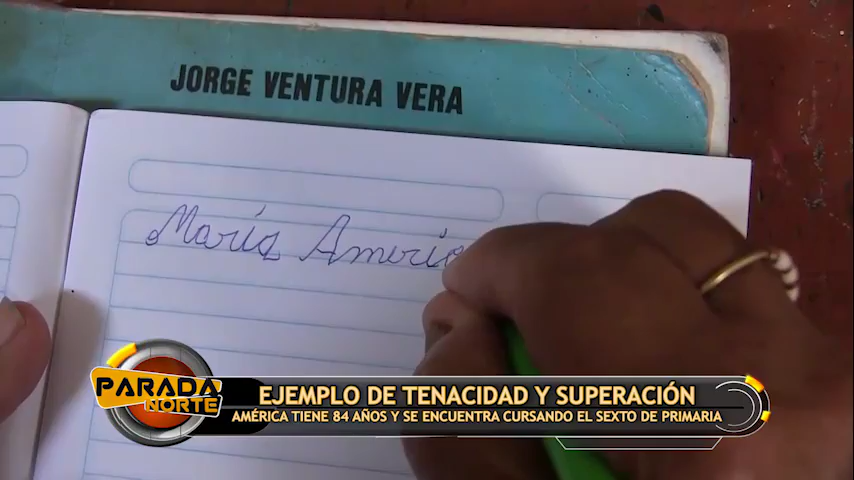 JORGE VENTURA VERA
María Améric
PARADA
NORTE
EJEMPLO DE TENACIDAD Y SUPERACIÓN
AMÉRICA TIENE 84 AÑOS Y SE ENCUENTRA CURSANDO EL SEXTO DE PRIMARIA